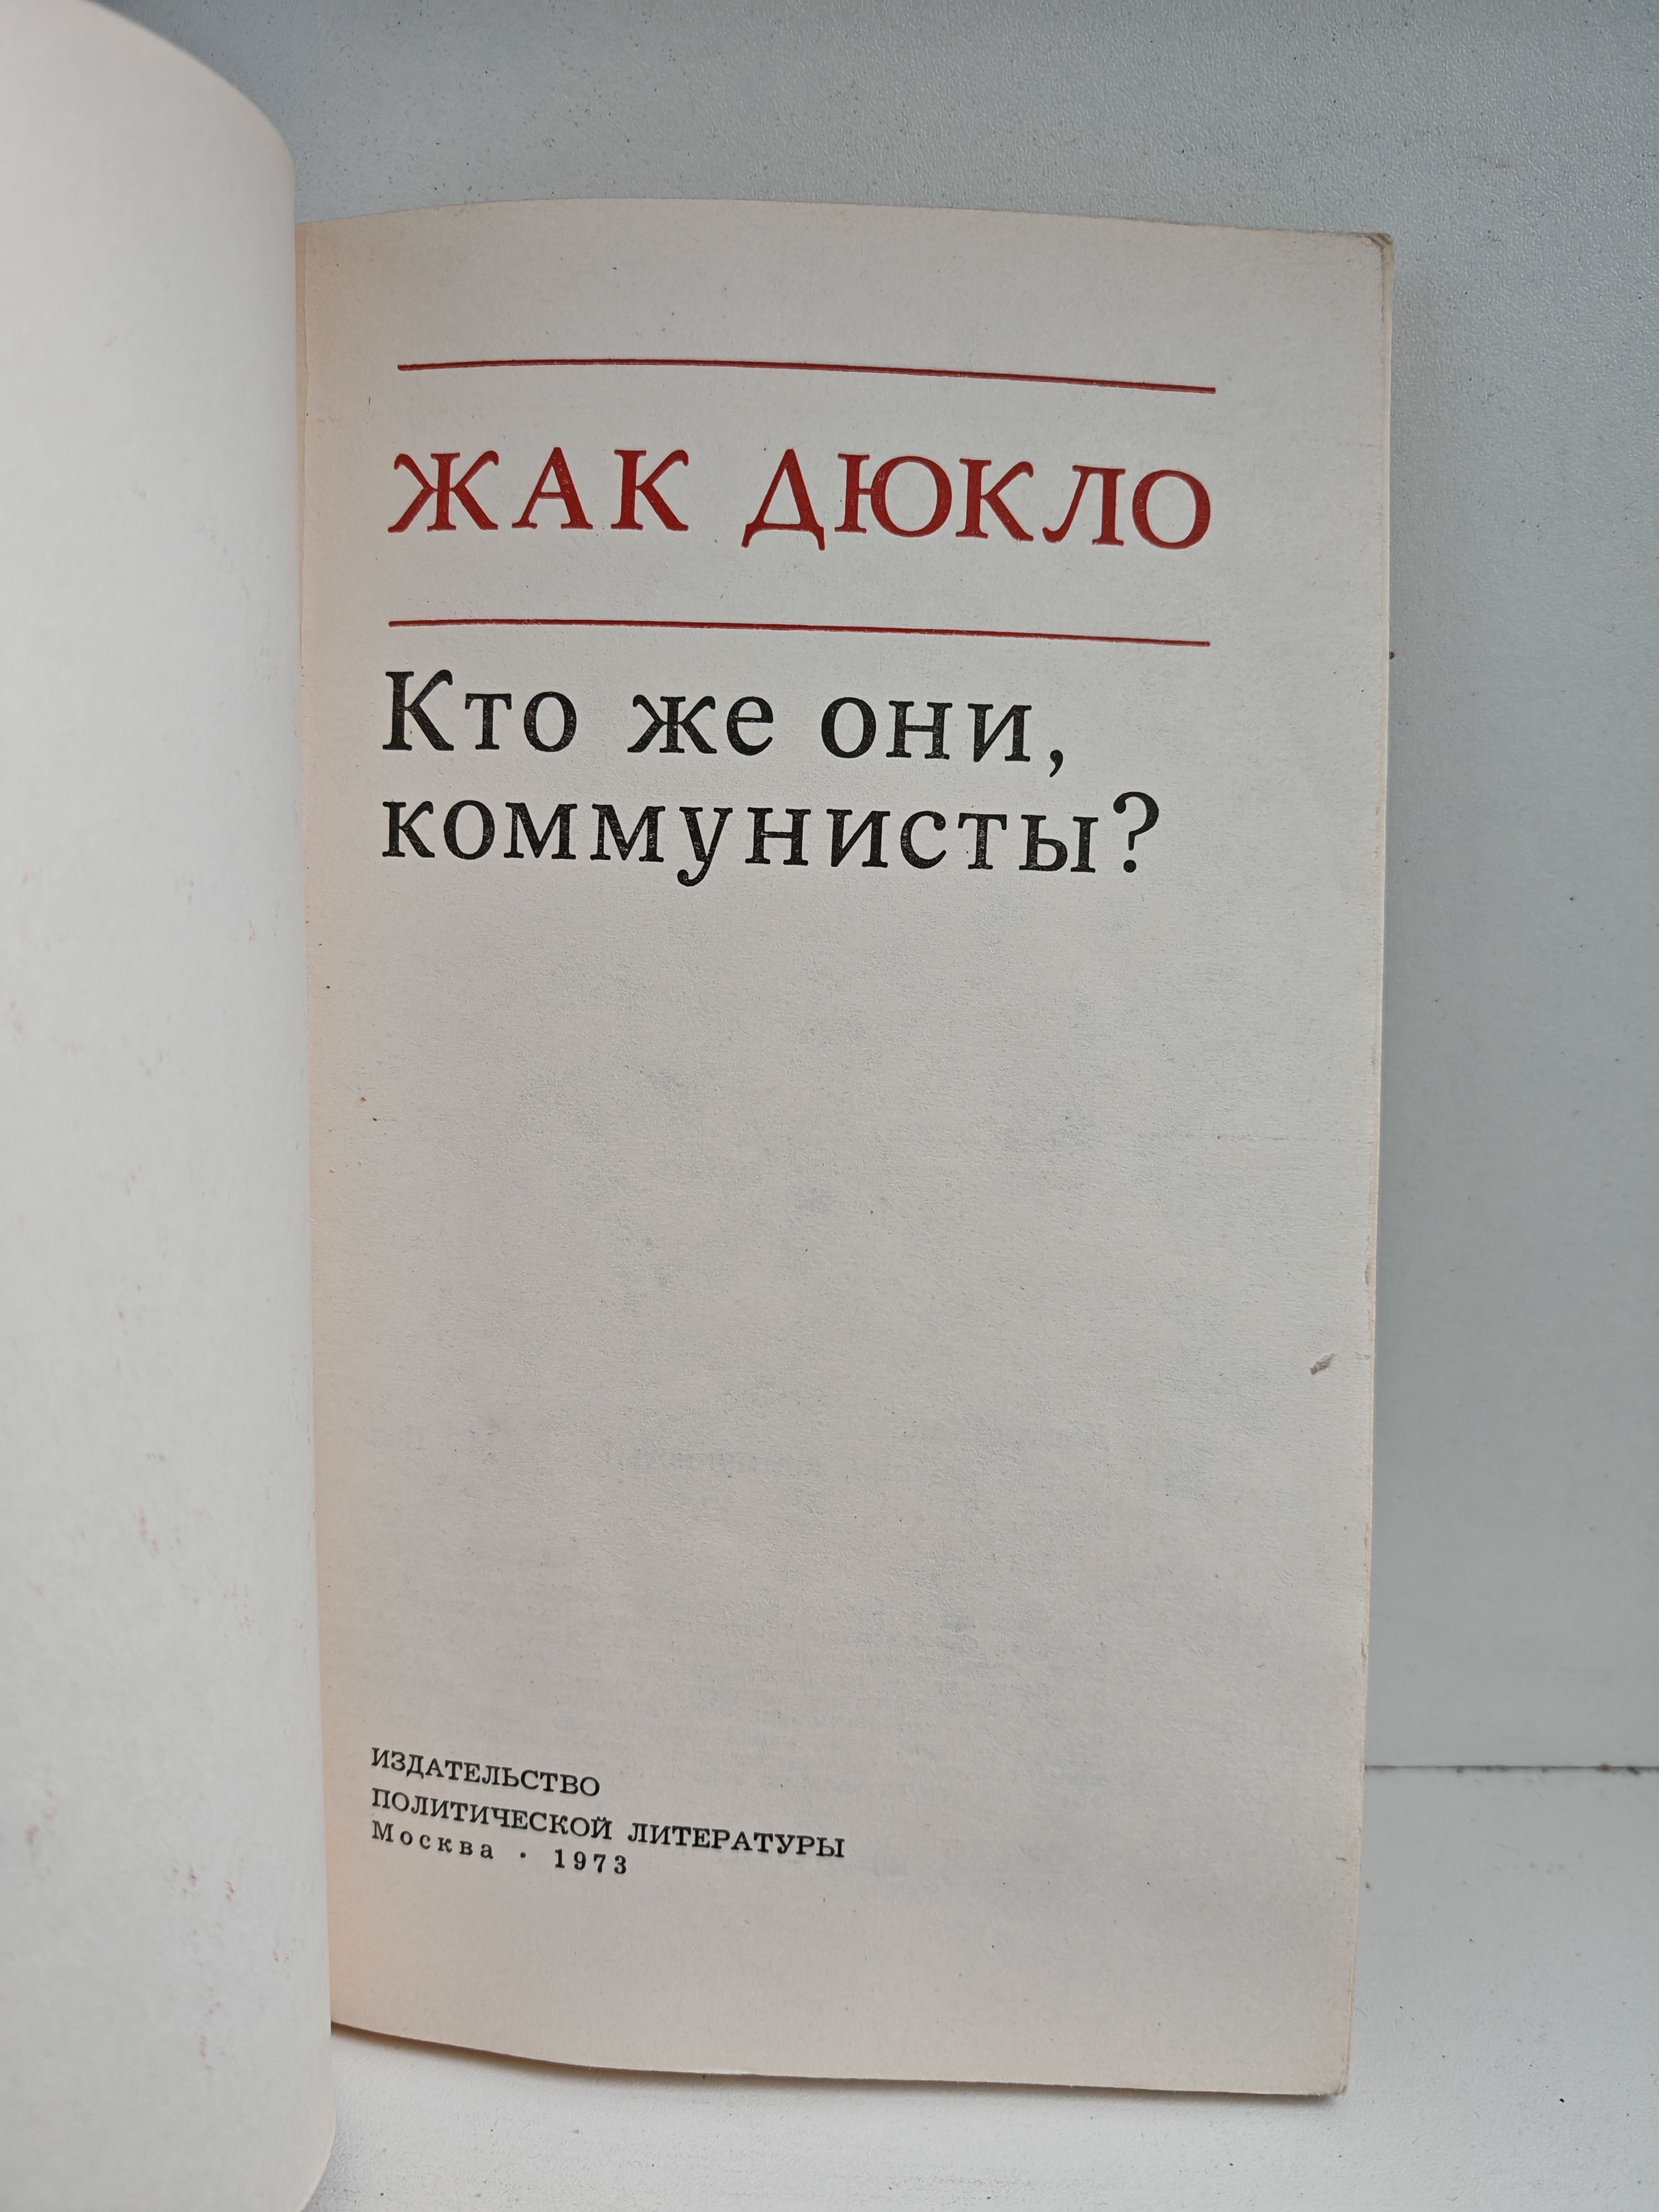 ЖАК ДЮКЛО
Кто же они,
коммунисты?
ИЗДАТЕЛЬСТВО
ПОЛИТИЧЕСКОЙ ЛИТЕРАТУРЫ
Москва · 1973